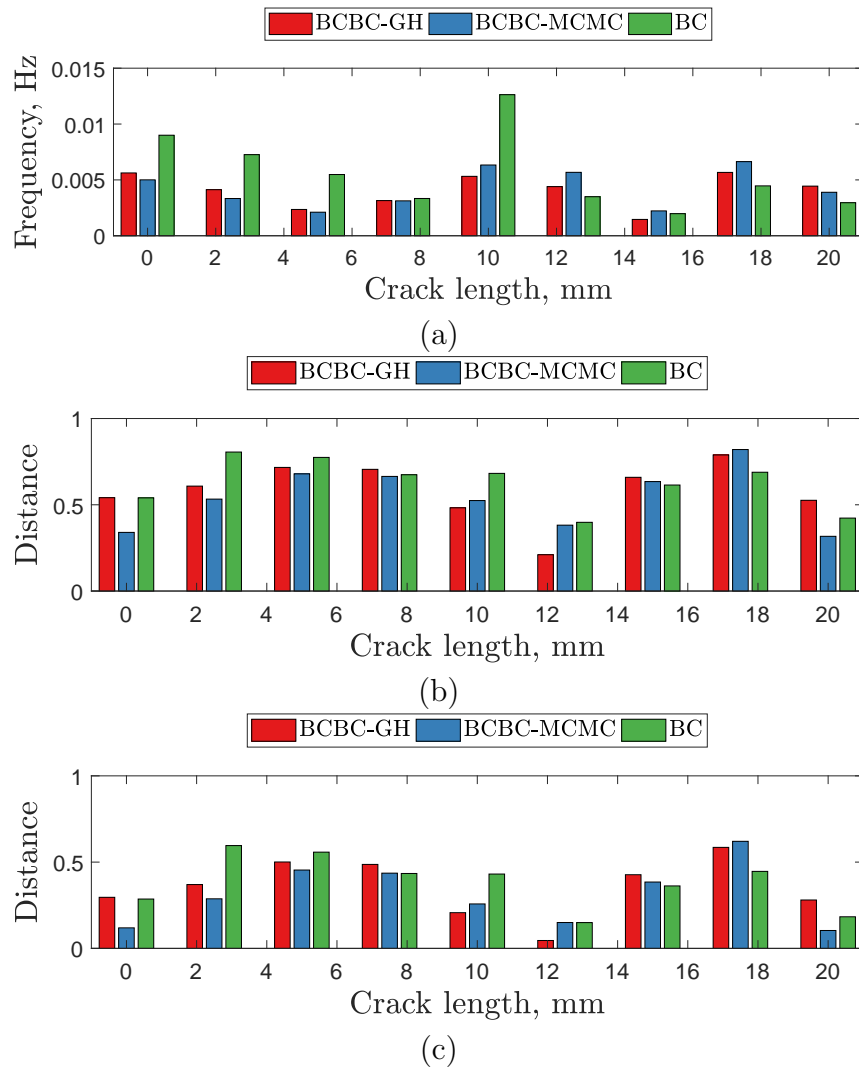 BCBC-GH BCBC-MCMC BC
0.015
0.01
0.005
0
Frequency, Hz
0 2 4 6 8 10 12 14 16 18 20
Crack length, mm
(a)
BCBC-GH BCBC-MCMC BC
1
0.5
0
Distance
0 2 4 6 8 10 12 14 16 18 20
Crack length, mm
(b)
BCBC-GH BCBC-MCMC BC
1
0.5
0
Distance
0 2 4 6 8 10 12 14 16 18 20
Crack length, mm
(c)